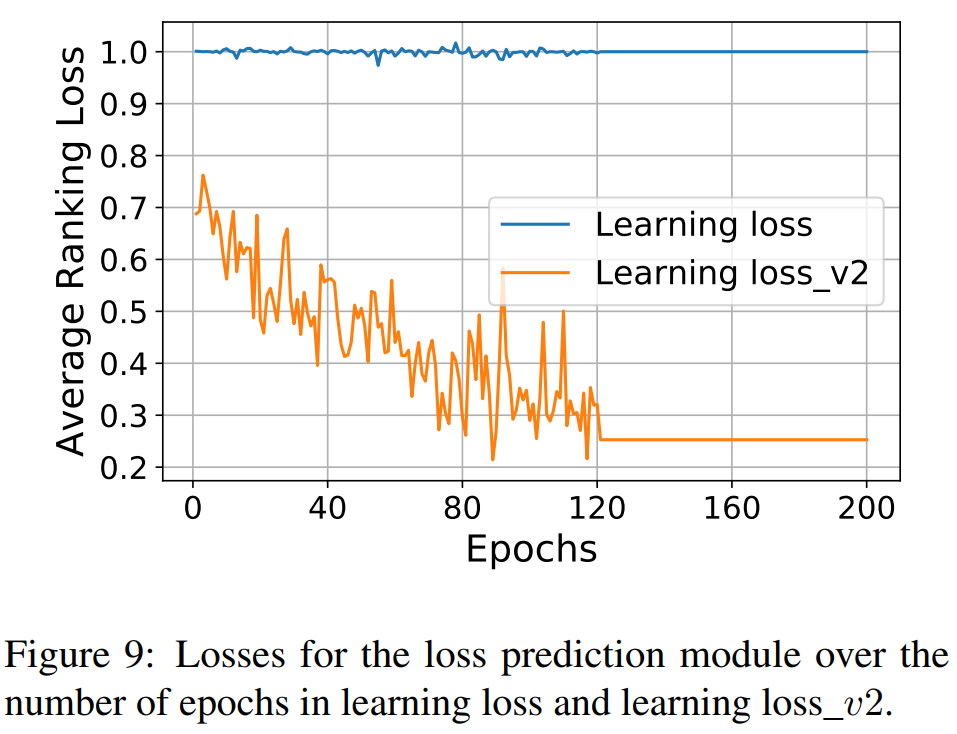 1.0
0.9
0.8
0.7
0.6
0.5
0.4
0.3
0.2
Average Ranking Loss
Learning loss
Learning loss_v2
0 40 80 120 160 200
Epochs
Figure 9: Losses for the loss prediction module over the
number of epochs in learning loss and learning loss_v2.